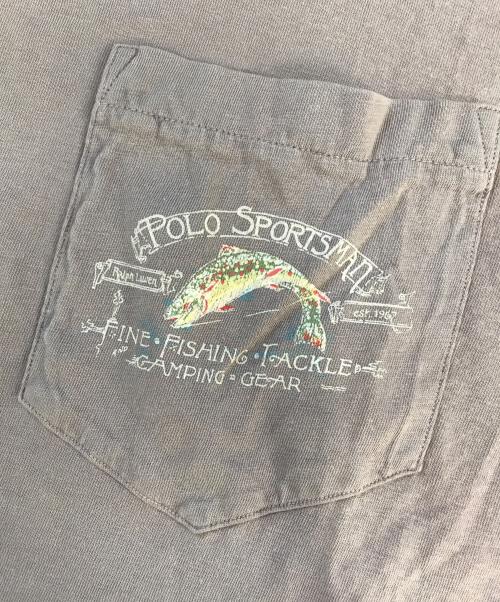 POLO SPORTSMAN
Ralph Lauren
est. 1967
FINE • FISHING • TACKLE
CAMPING • GEAR